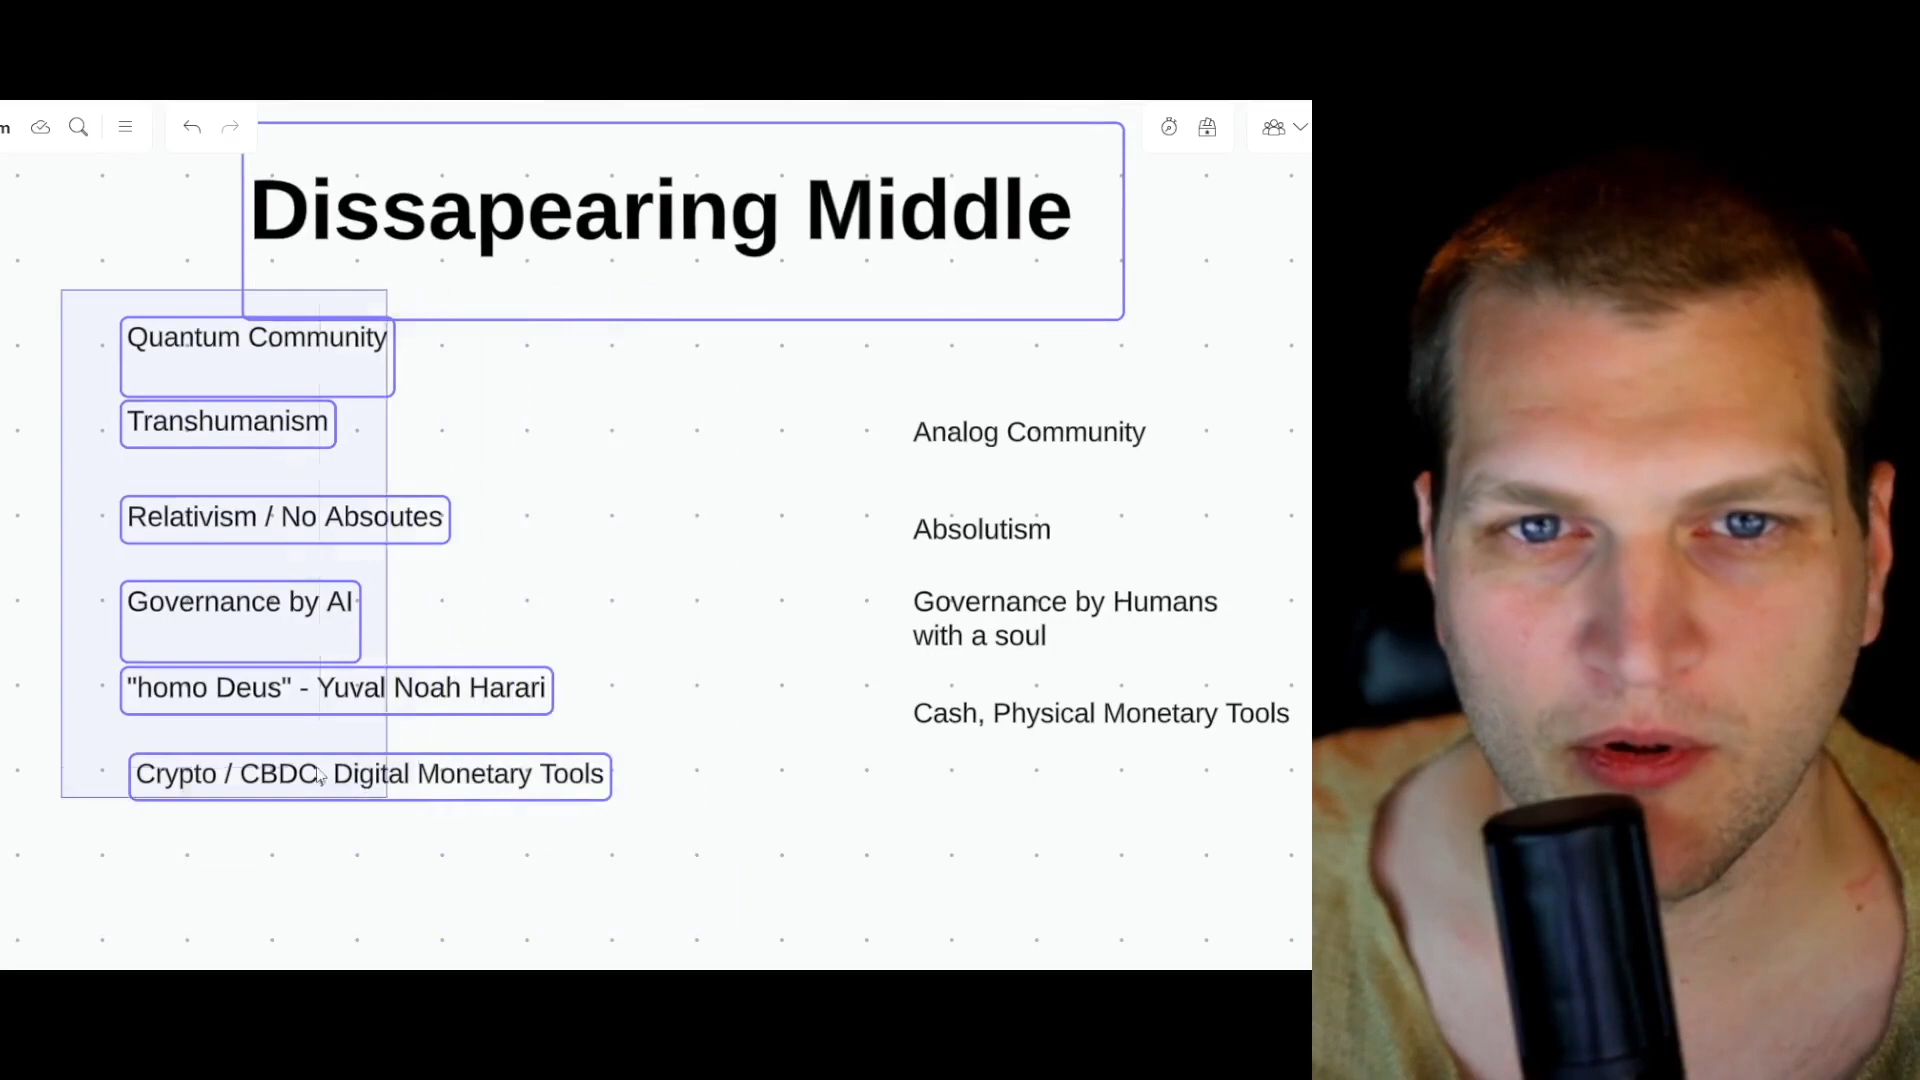 m
Dissapearing Middle
Quantum Community
Transhumanism
Relativism / No Absoutes
Governance by AI
"homo Deus" - Yuval Noah Harari
Crypto / CBDC, Digital Monetary Tools
Analog Community
Absolutism
Governance by Humans
with a soul
Cash, Physical Monetary Tools